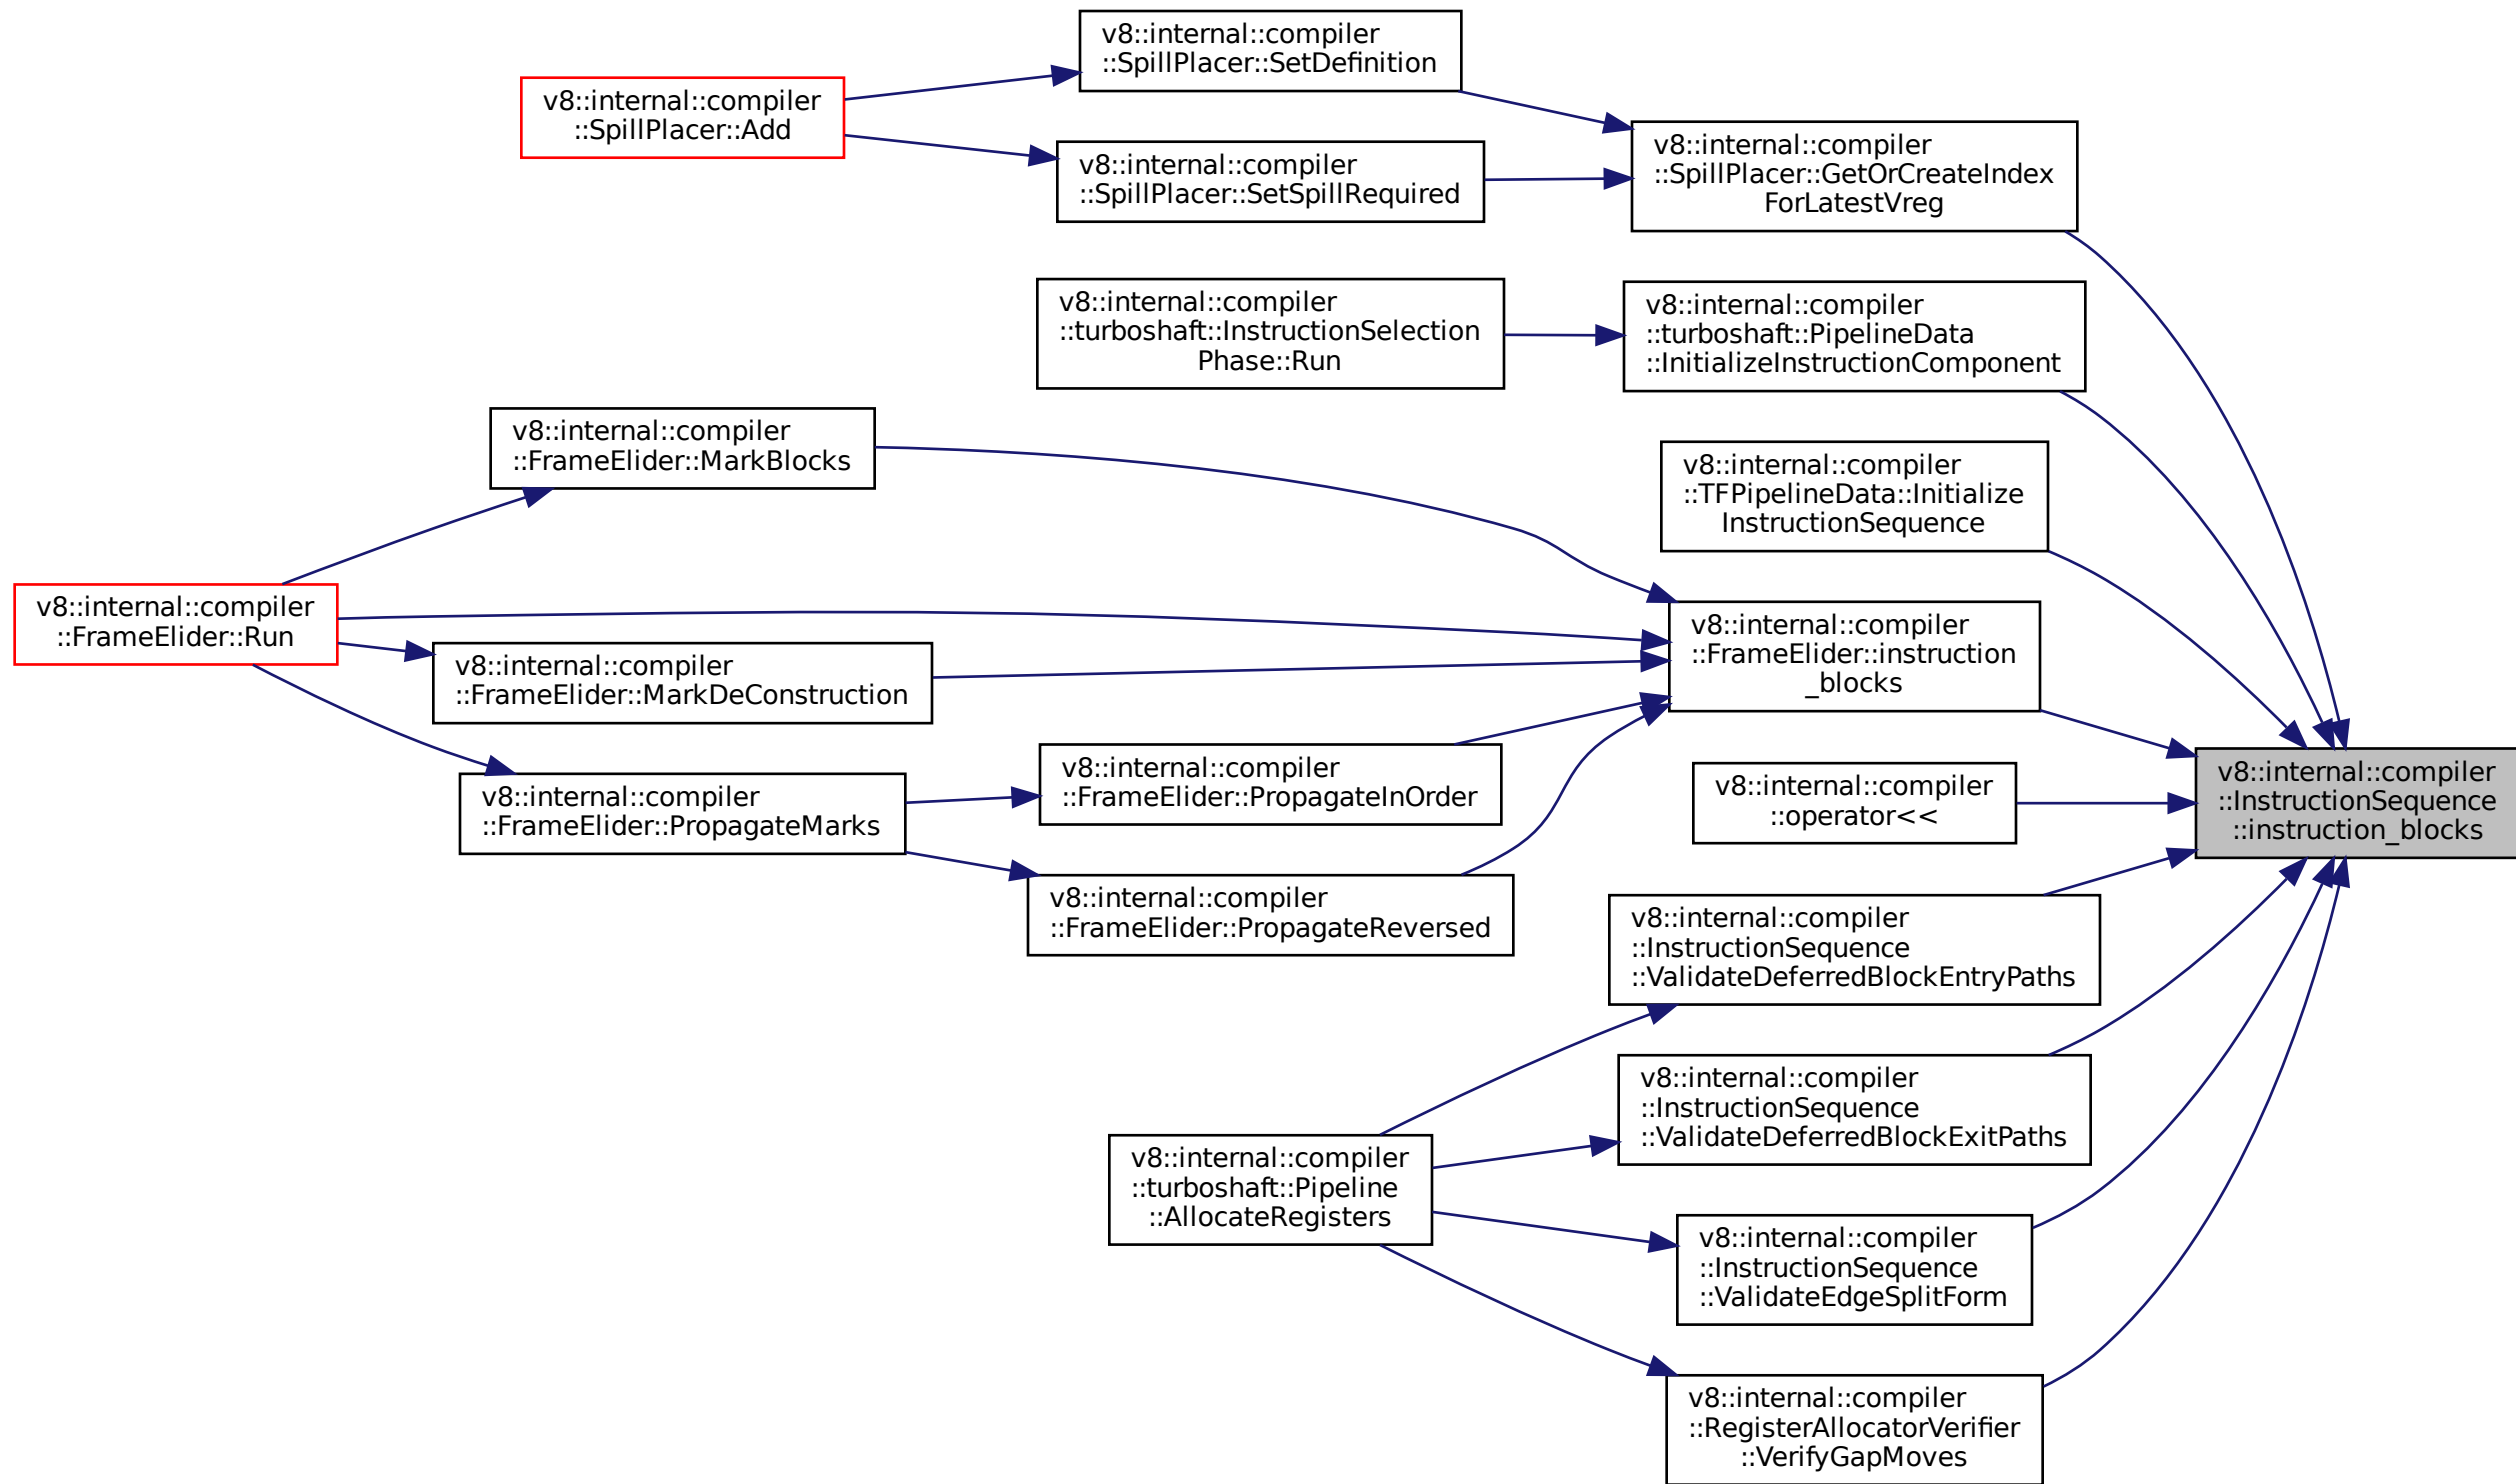 v8::internal::compiler
::SpillPlacer::SetDefinition
v8::internal::compiler
::SpillPlacer::Add
v8::internal::compiler
::SpillPlacer::SetSpillRequired
v8::internal::compiler
::SpillPlacer::GetOrCreateIndex
ForLatestVreg
v8::internal::compiler
::turboshaft::InstructionSelection
Phase::Run
v8::internal::compiler
::turboshaft::PipelineData
::InitializeInstructionComponent
v8::internal::compiler
::FrameElider::MarkBlocks
v8::internal::compiler
::TFPipelineData::Initialize
InstructionSequence
v8::internal::compiler
::FrameElider::Run
v8::internal::compiler
::FrameElider::MarkDeConstruction
v8::internal::compiler
::FrameElider::instruction
_blocks
v8::internal::compiler
::FrameElider::PropagateMarks
v8::internal::compiler
::FrameElider::PropagateInOrder
v8::internal::compiler
::operator<<
v8::internal::compiler
::InstructionSequence
::instruction_blocks
v8::internal::compiler
::FrameElider::PropagateReversed
v8::internal::compiler
::InstructionSequence
::ValidateDeferredBlockEntryPaths
v8::internal::compiler
::InstructionSequence
::ValidateDeferredBlockExitPaths
v8::internal::compiler
::turboshaft::Pipeline
::AllocateRegisters
v8::internal::compiler
::InstructionSequence
::ValidateEdgeSplitForm
v8::internal::compiler
::RegisterAllocatorVerifier
::VerifyGapMoves